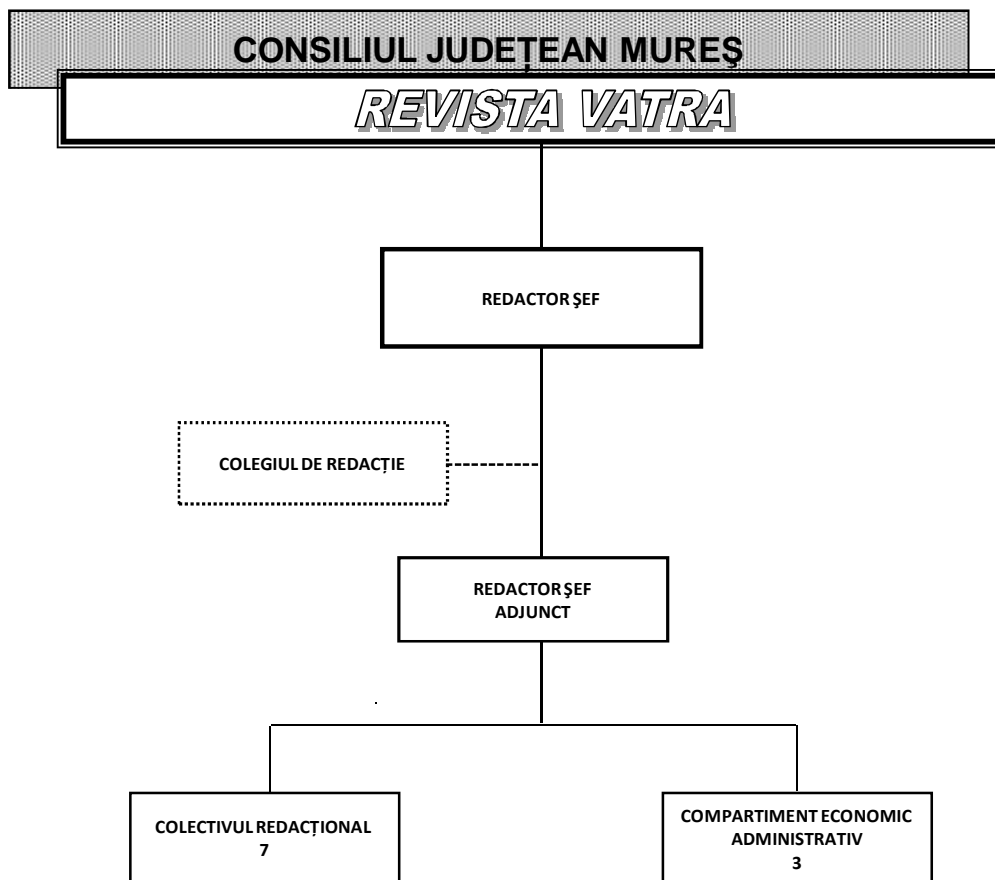 CONSILIUL JUDEȚEAN MUREŞ
REVISTA VATRA
REDACTOR ŞEF
COLEGIUL DE REDACȚIE
REDACTOR ŞEF
ADJUNCT
COLECTIVUL REDACȚIONAL
7
COMPARTIMENT ECONOMIC
ADMINISTRATIV
3